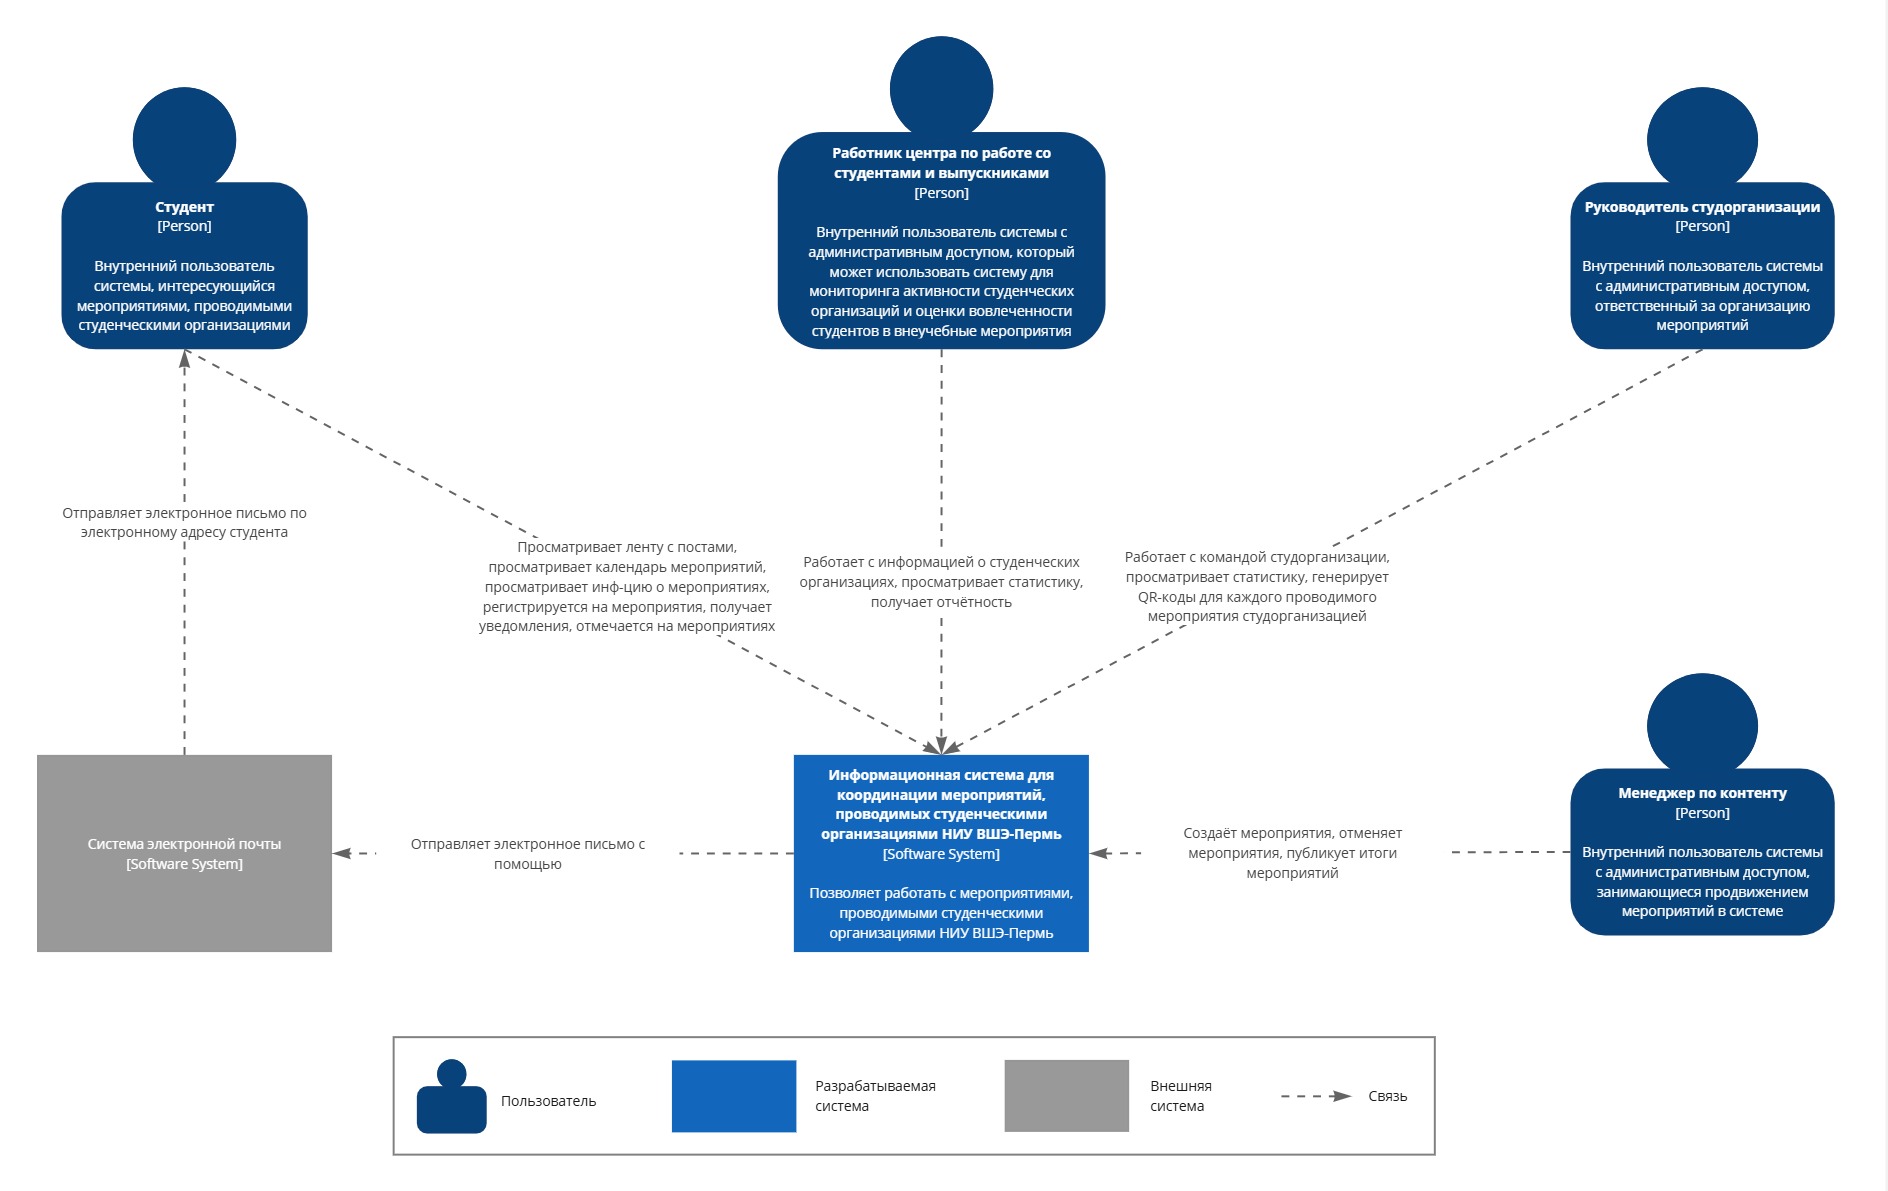 Студент
[Person]
Внутренний пользователь
системы, интересующийся
мероприятиями, проводимыми
студенческими организациями
Работник центра по работе со
студентами и выпускниками
[Person]
Внутренний пользователь системы с
административным доступом, который
может использовать систему для
мониторинга активности студенческих
организаций и оценки вовлеченности
студентов в внеучебные мероприятия
Руководитель студорганизации
[Person]
Внутренний пользователь системы
с административным доступом,
ответственный за организацию
мероприятий
Отправляет электронное письмо по
электронному адресу студента
Просматривает ленту с постами,
просматривает календарь мероприятий,
просматривает инф-цию о мероприятиях,
регистрируется на мероприятия, получает
уведомления, отмечается на мероприятиях
Работает с информацией о студенческих
организациях, просматривает статистику,
получает отчётность
Работает с командой студорганизации,
просматривает статистику, генерирует
QR-коды для каждого проводимого
мероприятия студорганизацией
Система электронной почты
[Software System]
Отправляет электронное письмо с
помощью
Информационная система для
координации мероприятий,
проводимых студенческими
организациями НИУ ВШЭ-Пермь
[Software System]
Позволяет работать с мероприятиями,
проводимыми студенческими
организациями НИУ ВШЭ-Пермь
Создаёт мероприятия, отменяет
мероприятия, публикует итоги
мероприятий
Менеджер по контенту
[Person]
Внутренний пользователь системы
с административным доступом,
занимающиеся продвижением
мероприятий в системе
Пользователь
Разрабатываемая
система
Внешняя
система
Связь